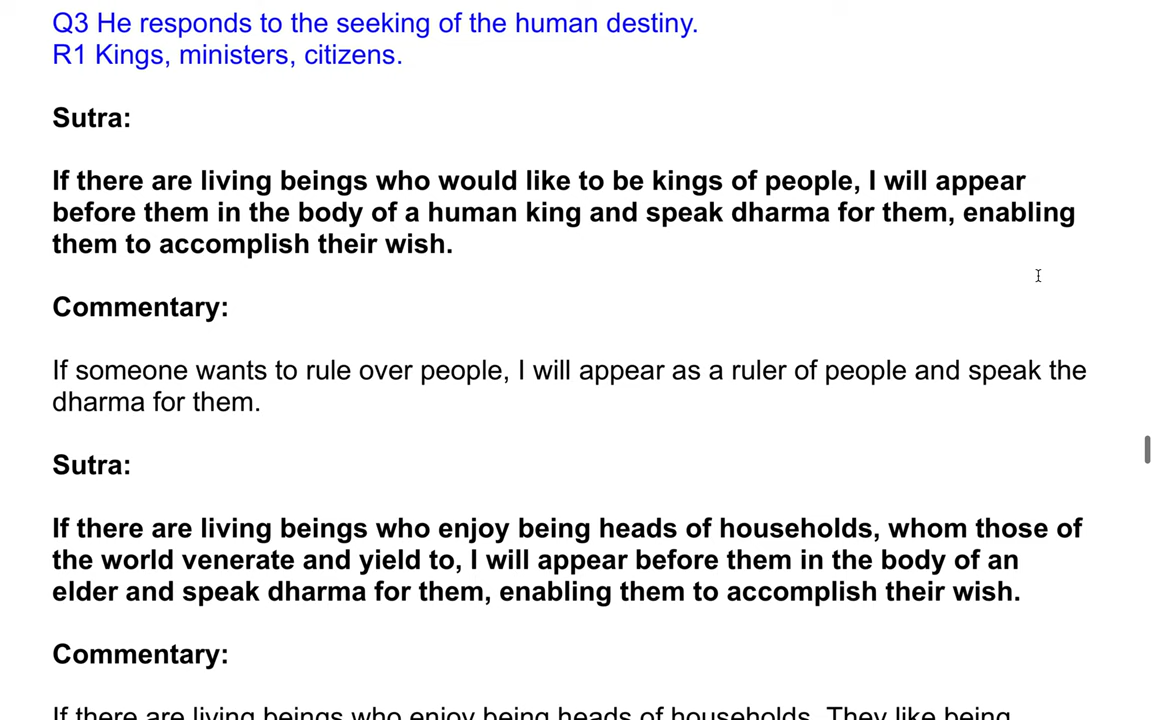 Q3 He responds to the seeking of the human destiny.
R1 Kings, ministers, citizens.
Sutra:
If there are living beings who would like to be kings of people, I will appear
before them in the body of a human king and speak dharma for them, enabling
them to accomplish their wish.
Commentary:
If someone wants to rule over people, I will appear as a ruler of people and speak the
dharma for them.
Sutra:
If there are living beings who enjoy being heads of households, whom those of
the world venerate and yield to, I will appear before them in the body of an
elder and speak dharma for them, enabling them to accomplish their wish.
Commentary:
If there are living beings who enjoy being heads of households. They like being